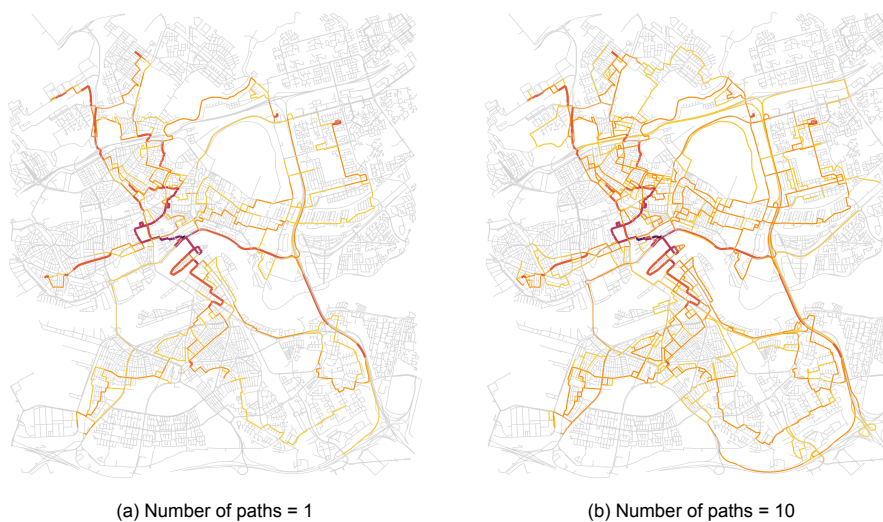 (a) Number of paths = 1
(b) Number of paths = 10